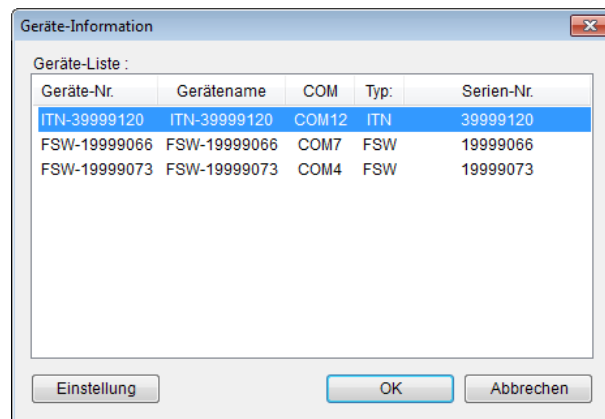 Geräte-Information
Geräte-Liste :
Geräte-Nr. Gerätename COM Typ: Serien-Nr.
ITN-39999120 ITN-39999120 COM12 ITN 39999120
FSW-19999066 FSW-19999066 COM7 FSW 19999066
FSW-19999073 FSW-19999073 COM4 FSW 19999073
Einstellung OK Abbrechen